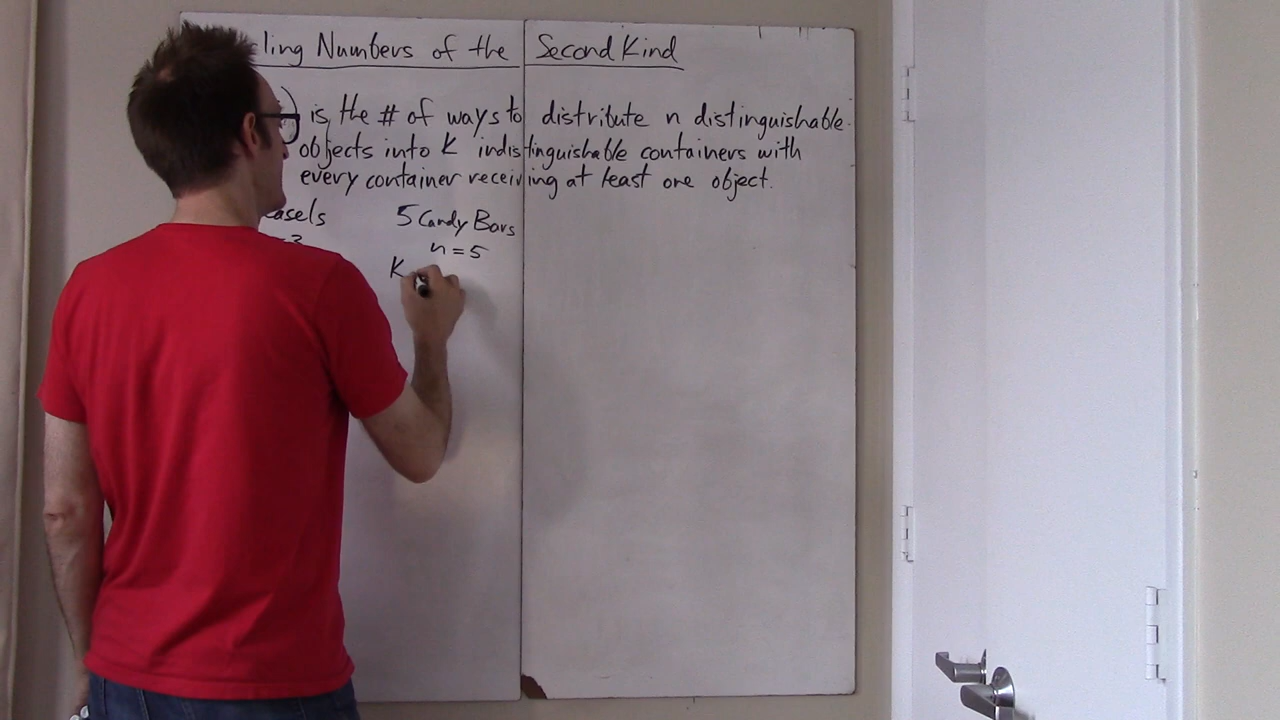 ling Numbers of the Second Kind
) is the # of ways to distribute n distinguishable
objects into K indistinguishable containers with
every container receiving at least one object.
easels 5 Candy Bars
=3 n=5
K